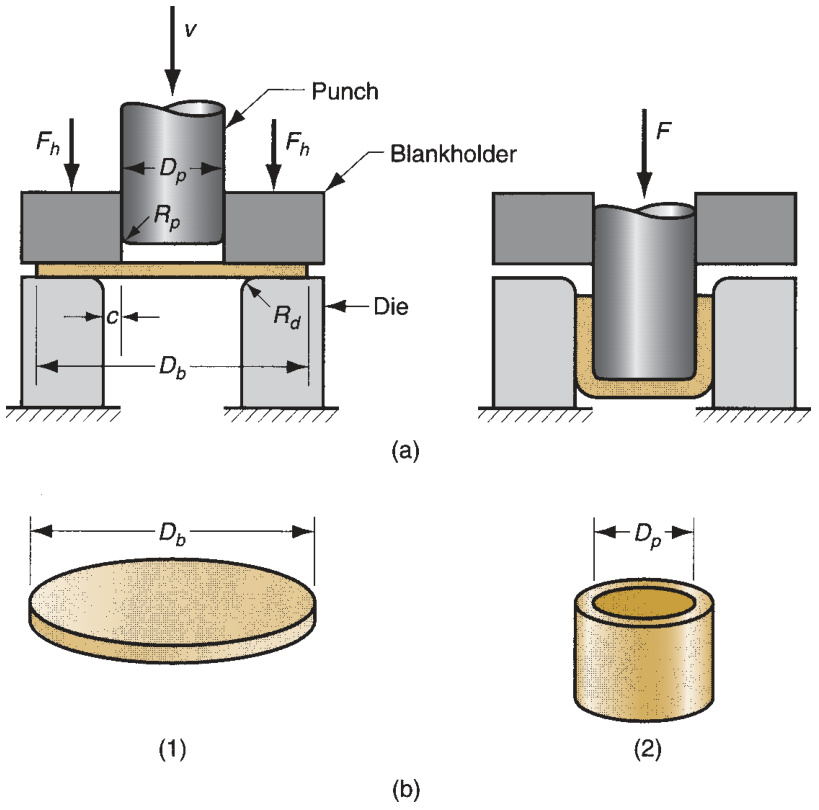 v
Punch
F_h
F_h
F
D_p
Blankholder
R_p
Die
R_d
c
D_b
(a)
D_b
D_p
(1)
(2)
(b)